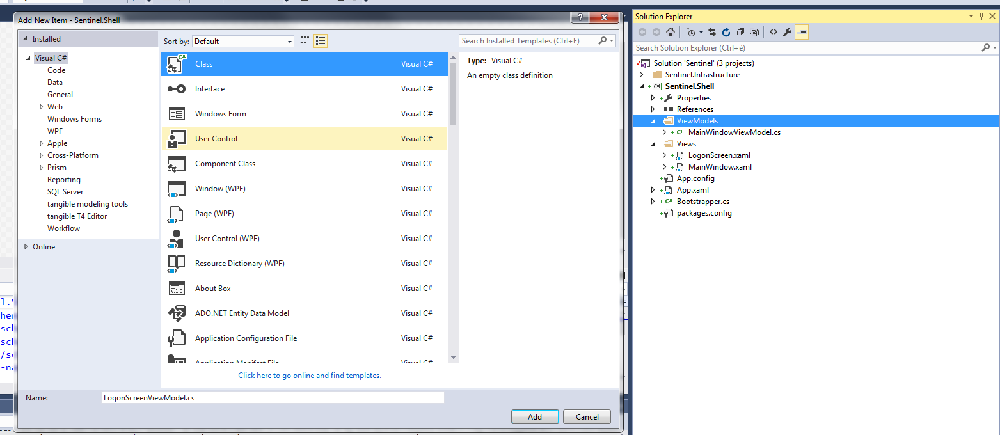 Add New Item - Sentinel.Shell
?
Installed
Visual C#
Code
Data
General
Web
Windows Forms
WPF
Apple
Cross-Platform
Prism
Reporting
SQL Server
tangible modeling tools
tangible T4 Editor
Workflow
Online
Sort by: Default
Class Visual C#
Interface Visual C#
Windows Form Visual C#
User Control Visual C#
Component Class Visual C#
Window (WPF) Visual C#
Page (WPF) Visual C#
User Control (WPF) Visual C#
Resource Dictionary (WPF) Visual C#
About Box Visual C#
ADO.NET Entity Data Model Visual C#
Application Configuration File Visual C#
Application Manifest File Visual C#
Click here to go online and find templates.
Search Installed Templates (Ctrl+E)
Type: Visual C#
An empty class definition
Name: LogonScreenViewModel.cs
Add Cancel
Solution Explorer
Search Solution Explorer (Ctrl+è)
Solution 'Sentinel' (3 projects)
Sentinel.Infrastructure
Sentinel.Shell
Properties
References
ViewModels
MainWindowViewModel.cs
Views
LogonScreen.xaml
MainWindow.xaml
App.config
App.xaml
Bootstrapper.cs
packages.config